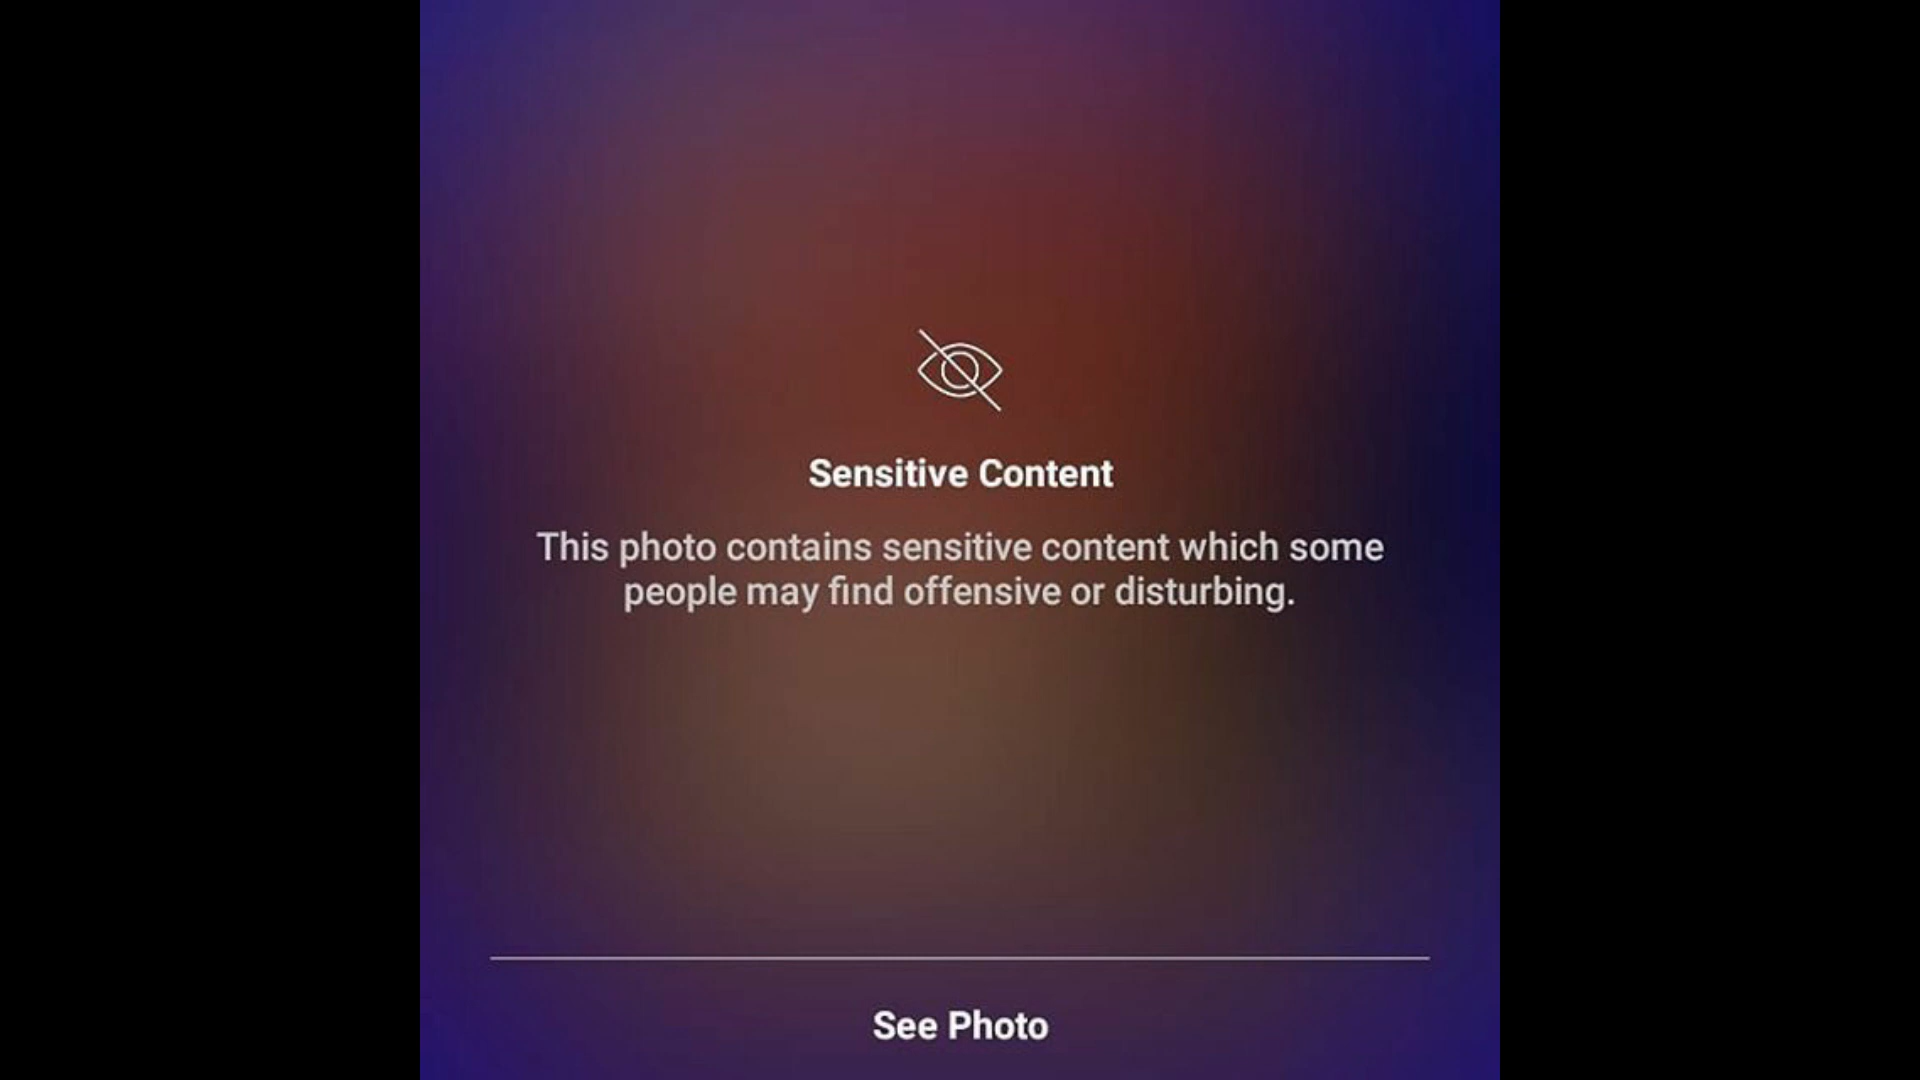 Sensitive Content
This photo contains sensitive content which some
people may find offensive or disturbing.
See Photo